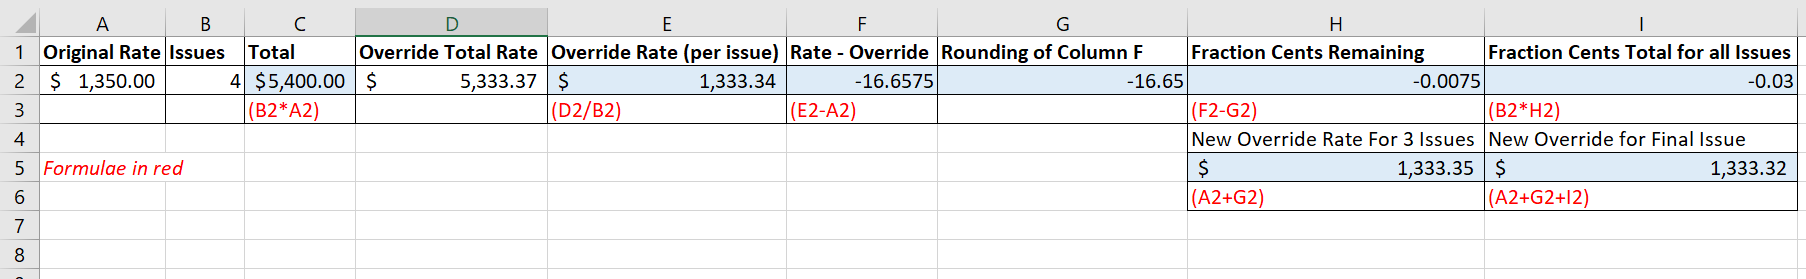 A B C D E F G H I
1 Original Rate Issues Total Override Total Rate Override Rate (per issue) Rate - Override Rounding of Column F Fraction Cents Remaining Fraction Cents Total for all Issues
2 $ 1,350.00 4 $5,400.00 $ 5,333.37 $ 1,333.34 -16.6575 -16.65 -0.0075 -0.03
3 (B2*A2) (D2/B2) (E2-A2) (F2-G2) (B2*H2)
4 New Override Rate For 3 Issues New Override for Final Issue
5 Formulae in red $ 1,333.35 $ 1,333.32
6 (A2+G2) (A2+G2+I2)
7
8